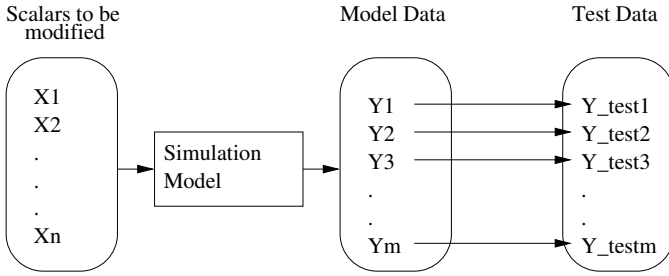 Scalars to be
modified
Model Data
Test Data
X1
X2
.
.
.
Xn
Simulation
Model
Y1
Y2
Y3
.
.
Ym
Y_test1
Y_test2
Y_test3
.
.
Y_testm